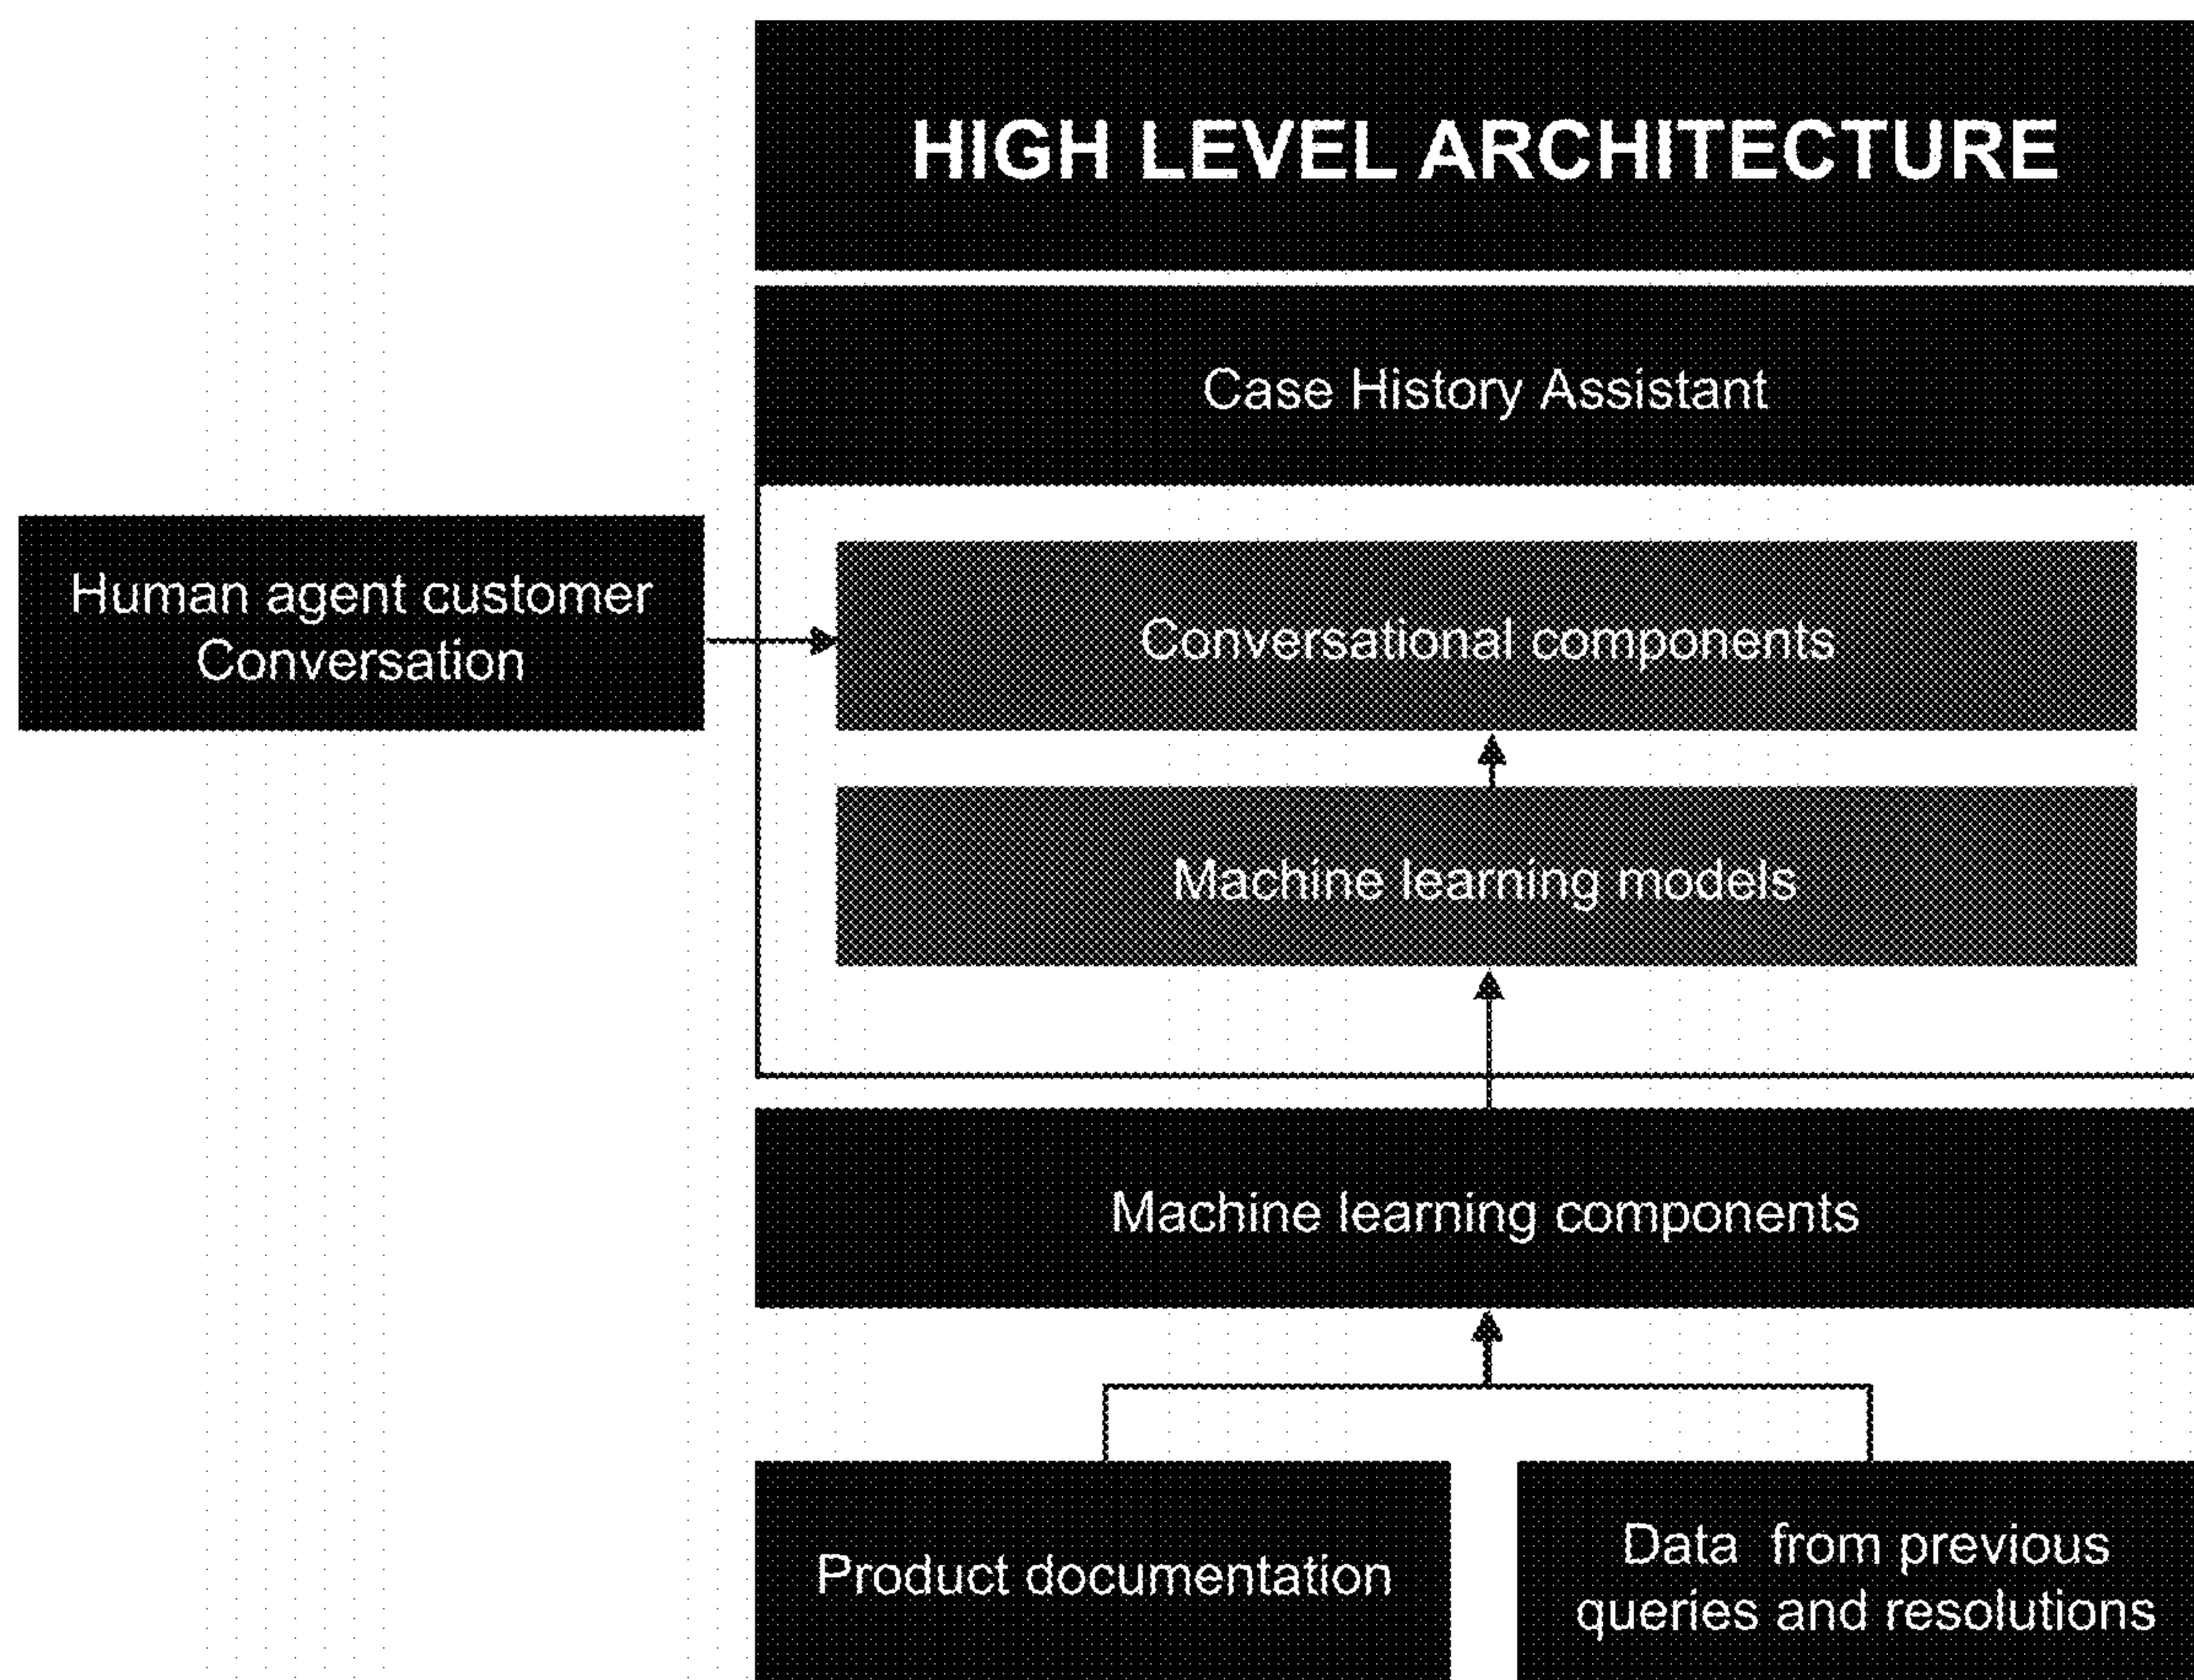 HIGH LEVEL ARCHITECTURE
Case History Assistant
Human agent customer
Conversation
Conversational components
Machine learning models
Machine learning components
Product documentation
Data from previous
queries and resolutions